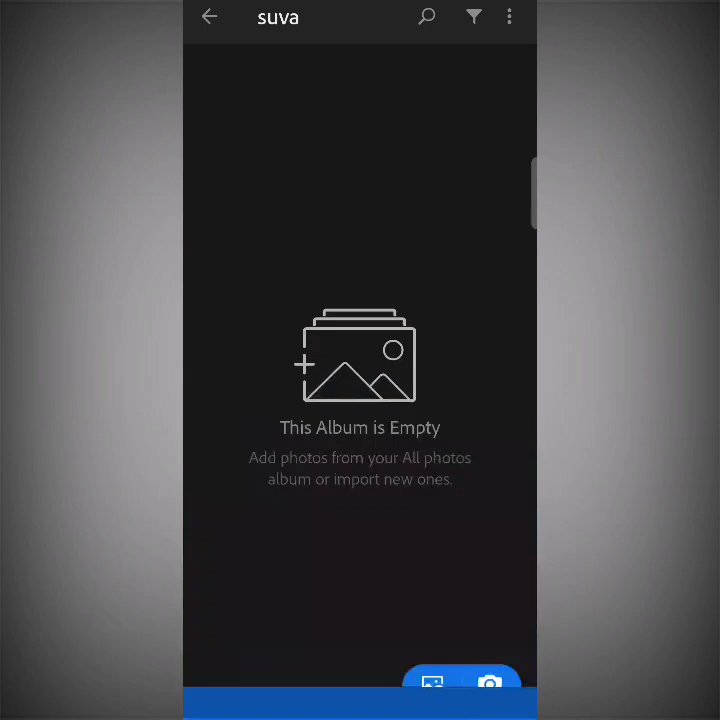 suva
This Album is Empty
Add photos from your All photos
album or import new ones.